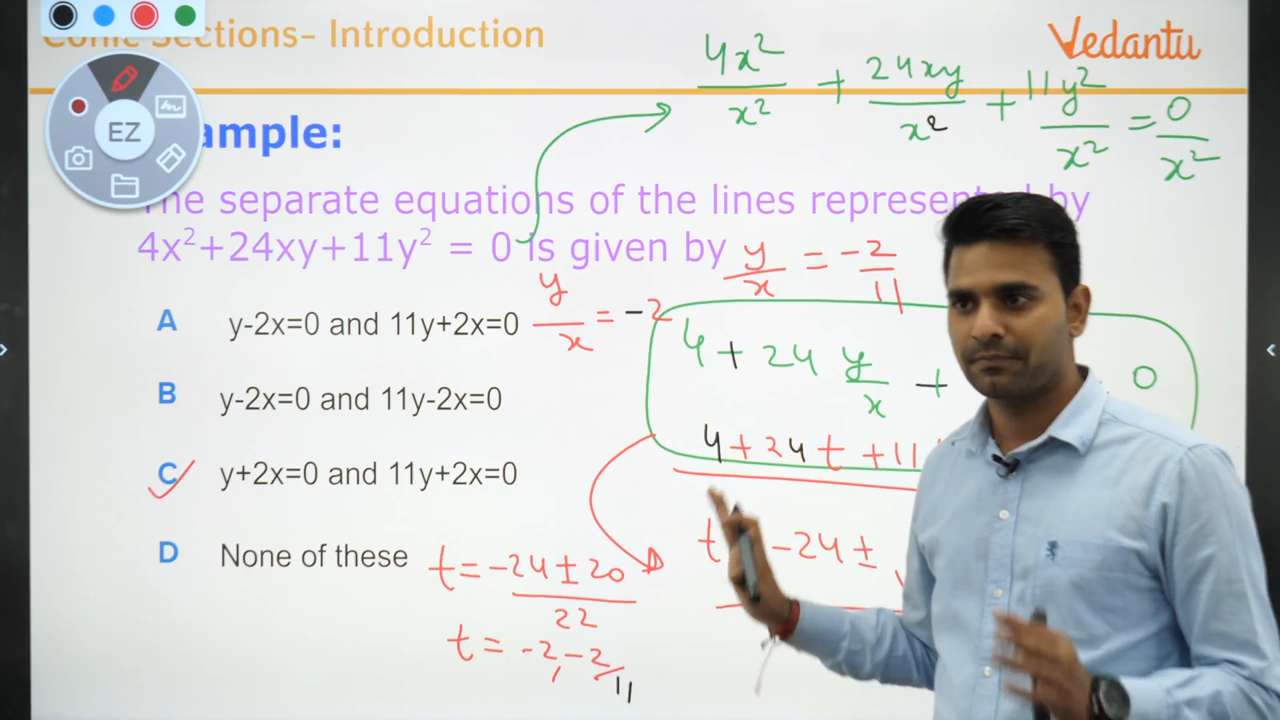 Conic Sections– Introduction
Vedantu
EZ
ample:
The separate equations of the lines represented by
4x²+24xy+11y² = 0 is given by
A y-2x=0 and 11y+2x=0
B y-2x=0 and 11y-2x=0
C y+2x=0 and 11y+2x=0
D None of these
4x²/x² + 24xy/x² + 11y²/x² = 0/x²
y/x = -2/11
y/x = -2
4 + 24 y/x + 0
4 + 24 t + 11
t -24 ±
t = -24 ± 20 / 22
t = -2, -2/11